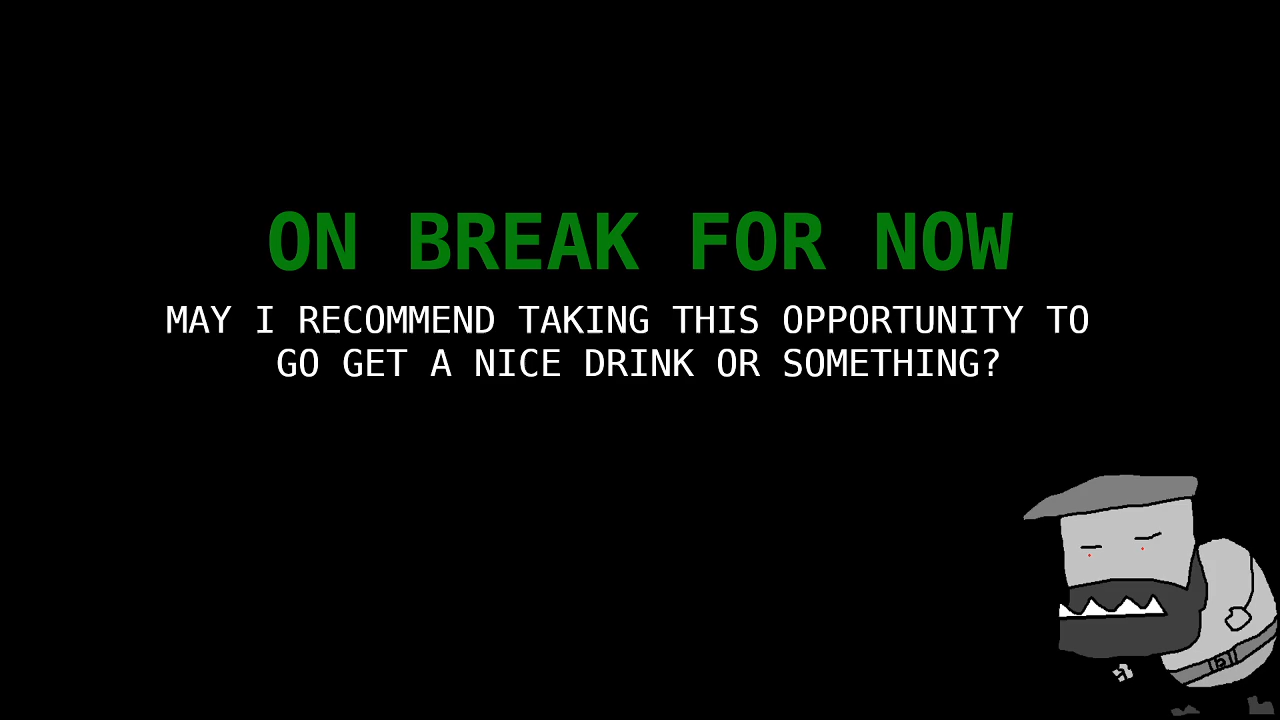 ON BREAK FOR NOW
MAY I RECOMMEND TAKING THIS OPPORTUNITY TO
GO GET A NICE DRINK OR SOMETHING?